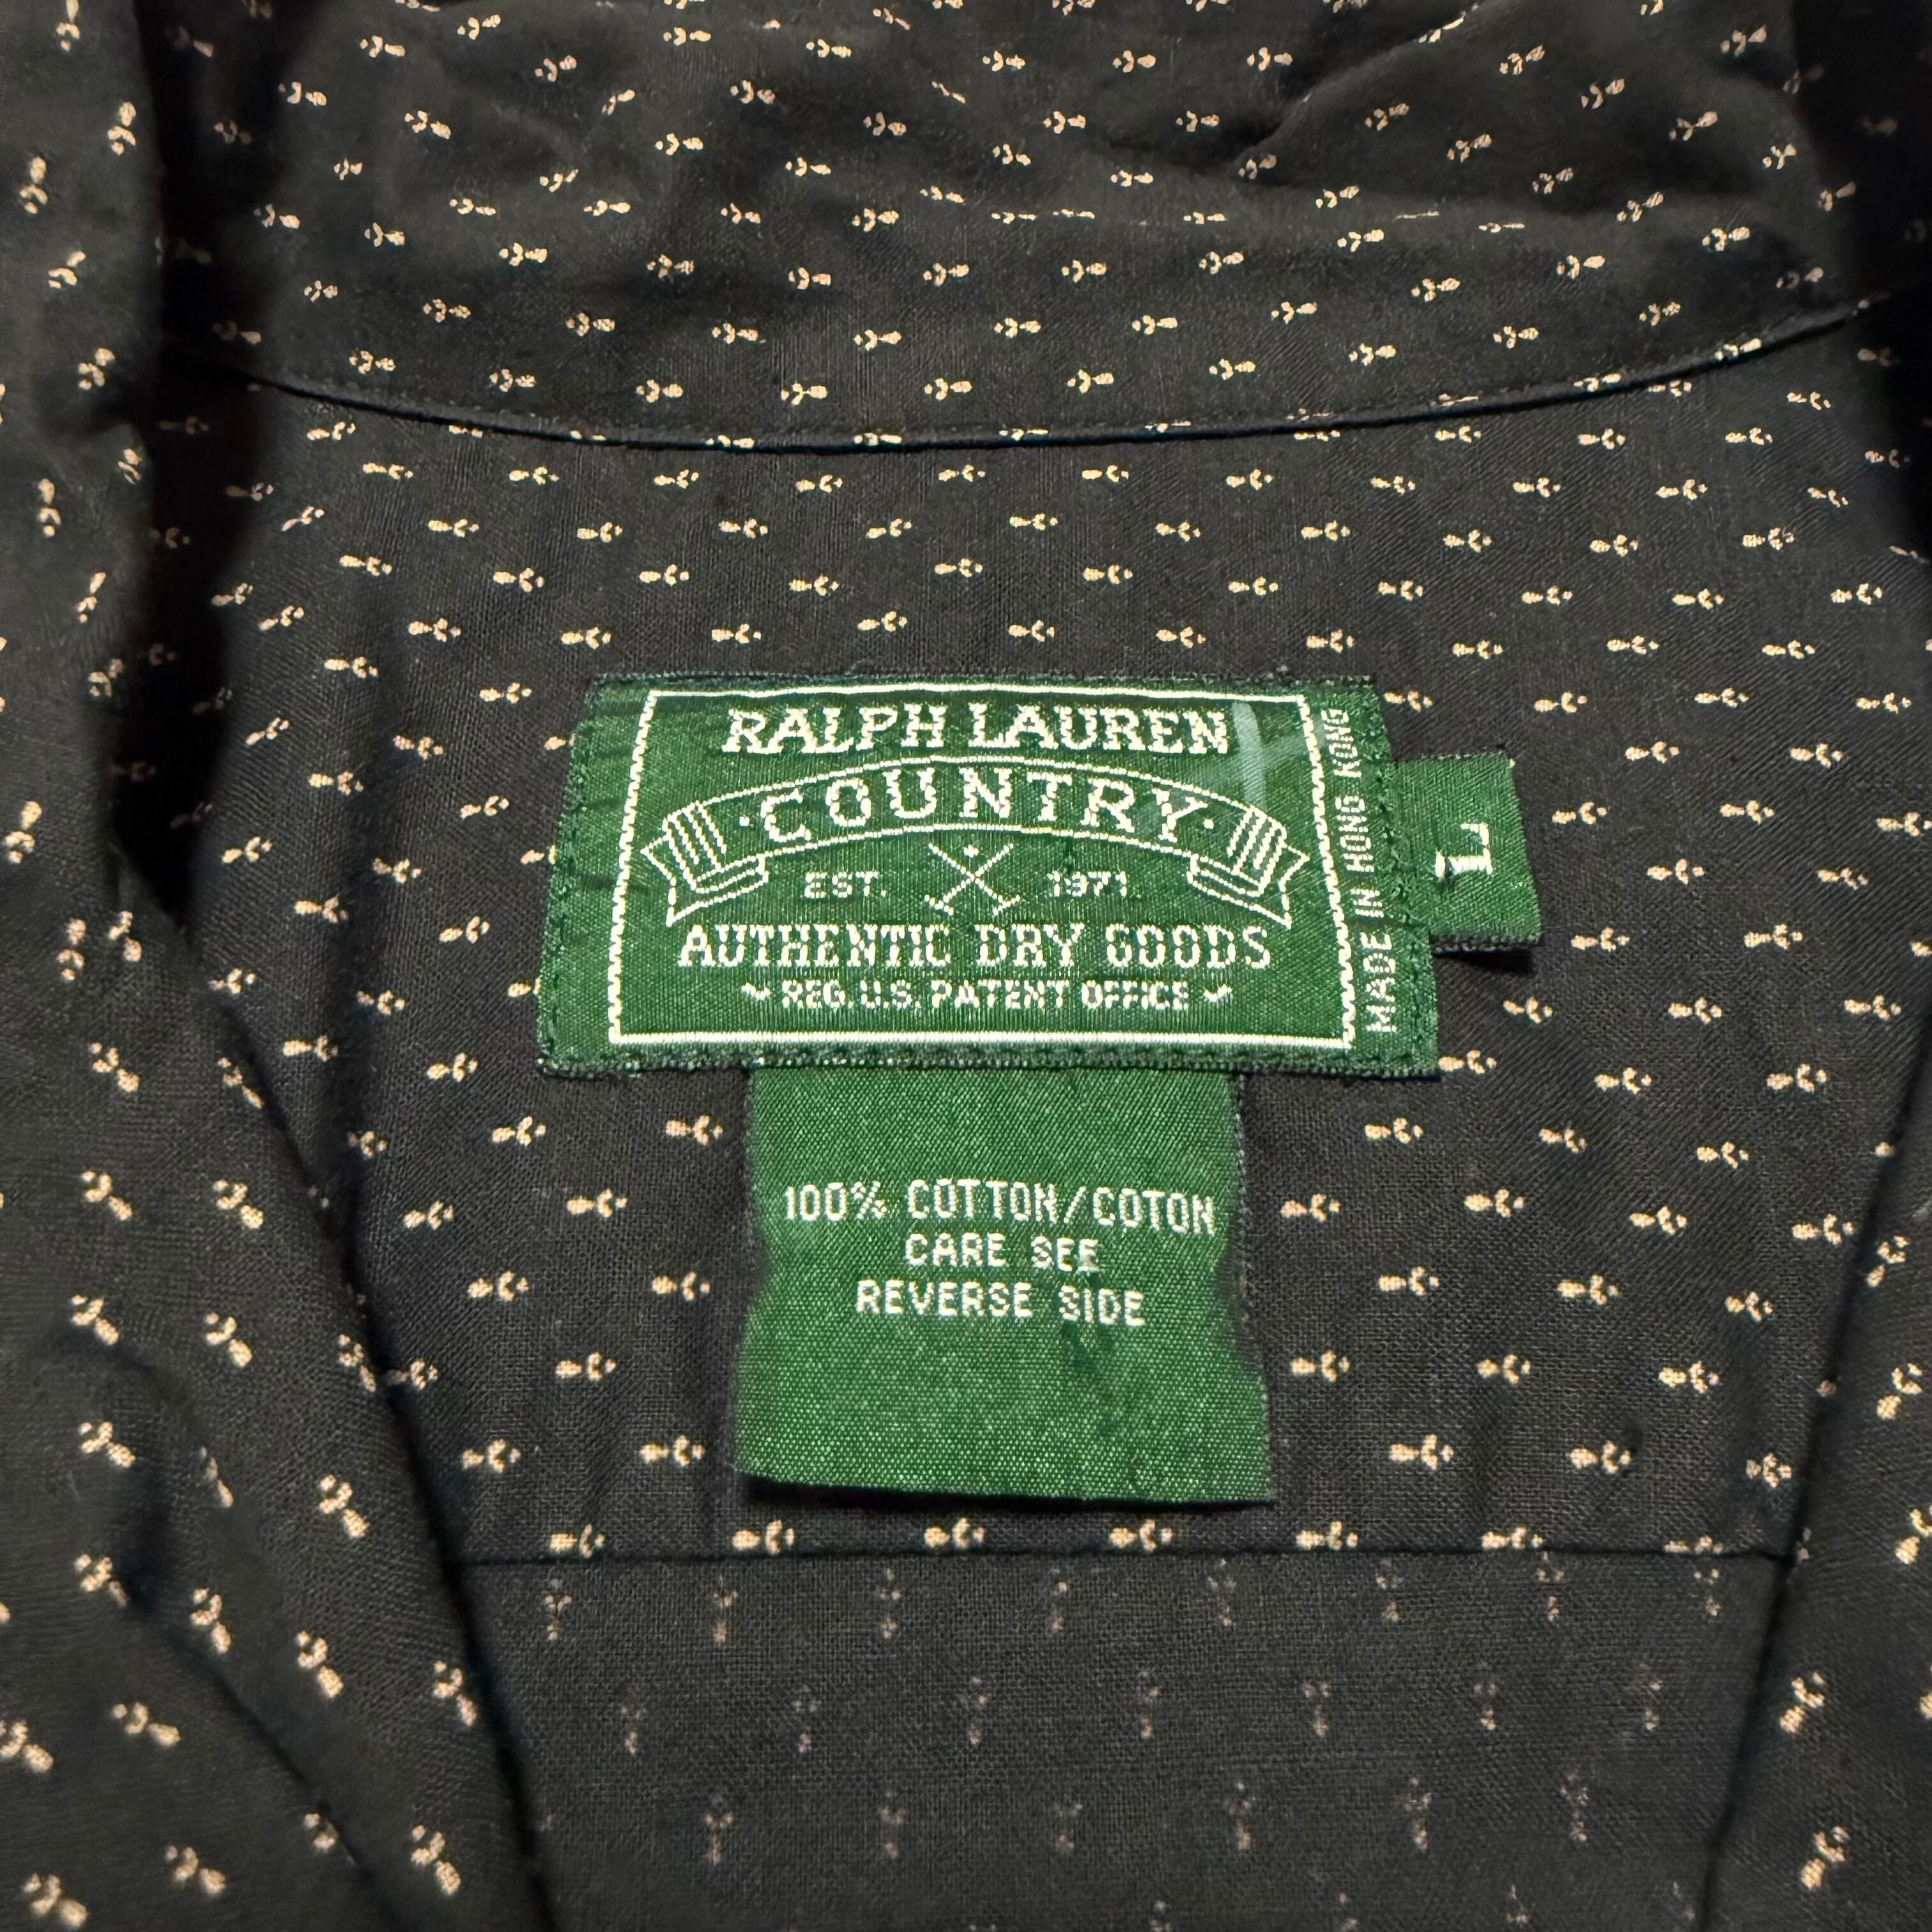 RALPH LAUREN
·COUNTRY·
EST. 1971
AUTHENTIC DRY GOODS
~ REG. U.S. PATENT OFFICE ~
MADE IN HONG KONG
L
100% COTTON/COTON
CARE SEE
REVERSE SIDE